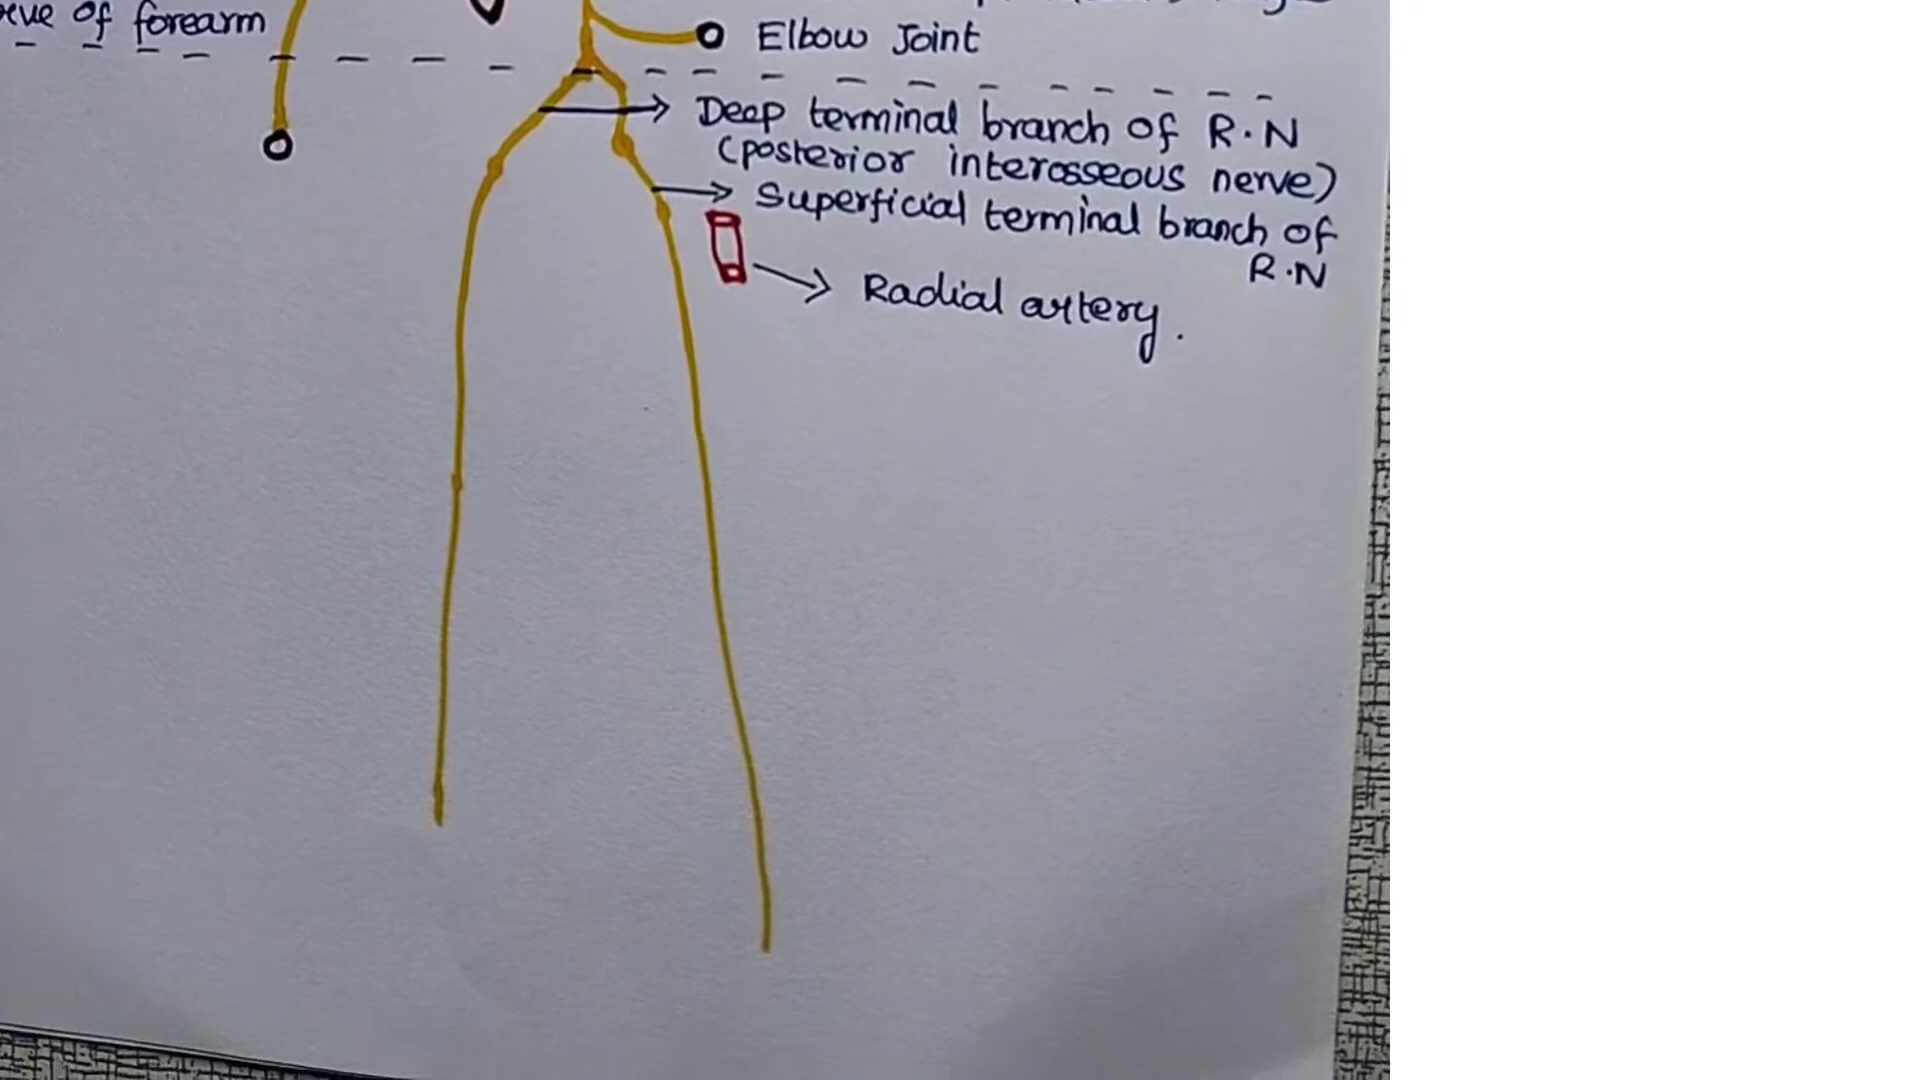 of forearm
Elbow Joint
Deep terminal branch of R.N
(posterior interosseous nerve)
Superficial terminal branch of
R.N
Radial artery.